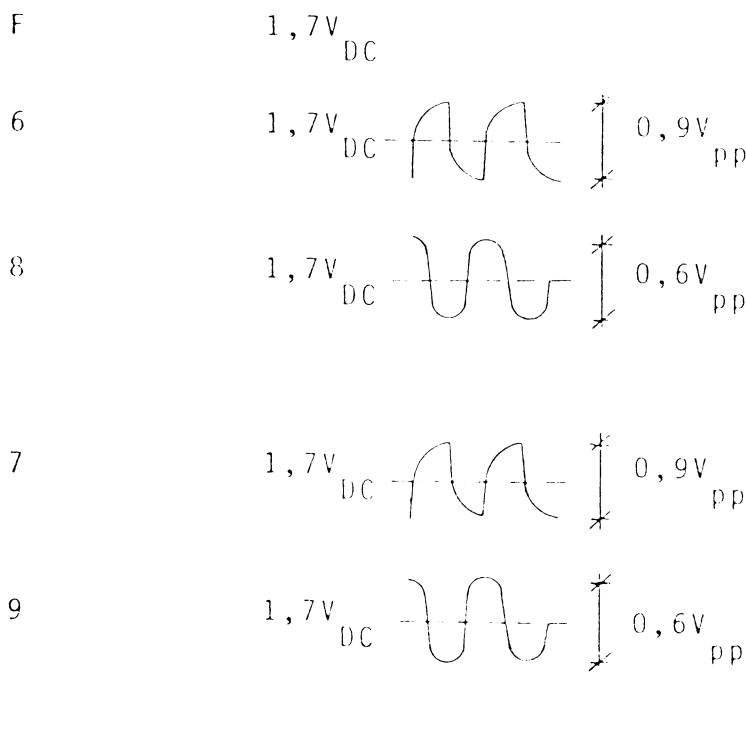 F 1,7V DC
6 1,7V DC 0,9V pp
8 1,7V DC 0,6V pp
7 1,7V DC 0,9V pp
9 1,7V DC 0,6V pp